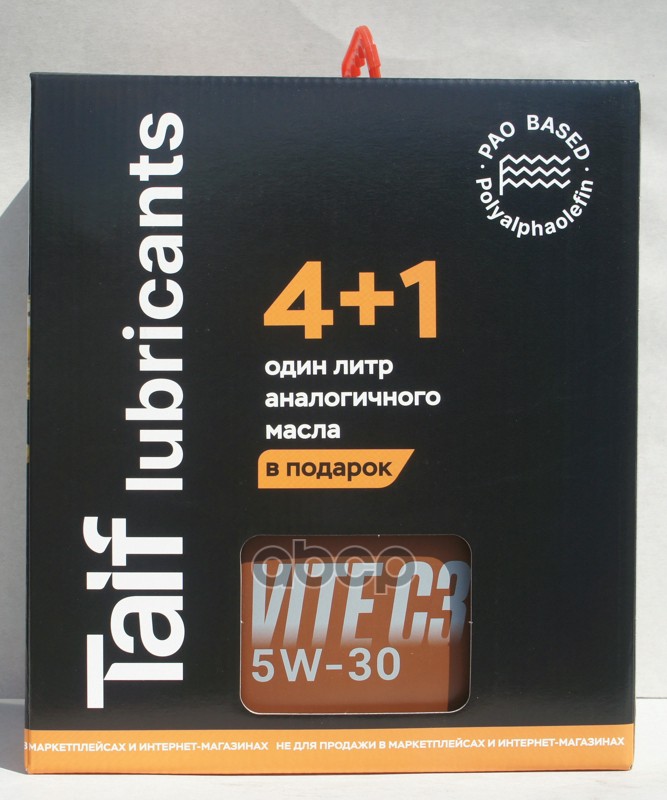 Taif lubricants
· PAO BASED ·
Polyalphaolefin
4+1
один литр
аналогичного
масла
в подарок
abcp
VITE C3
5W-30
В МАРКЕТПЛЕЙСАХ И ИНТЕРНЕТ-МАГАЗИНАХ НЕ ДЛЯ ПРОДАЖИ В МАРКЕТПЛЕЙСАХ И ИНТЕРНЕТ-МАГАЗИНАХ